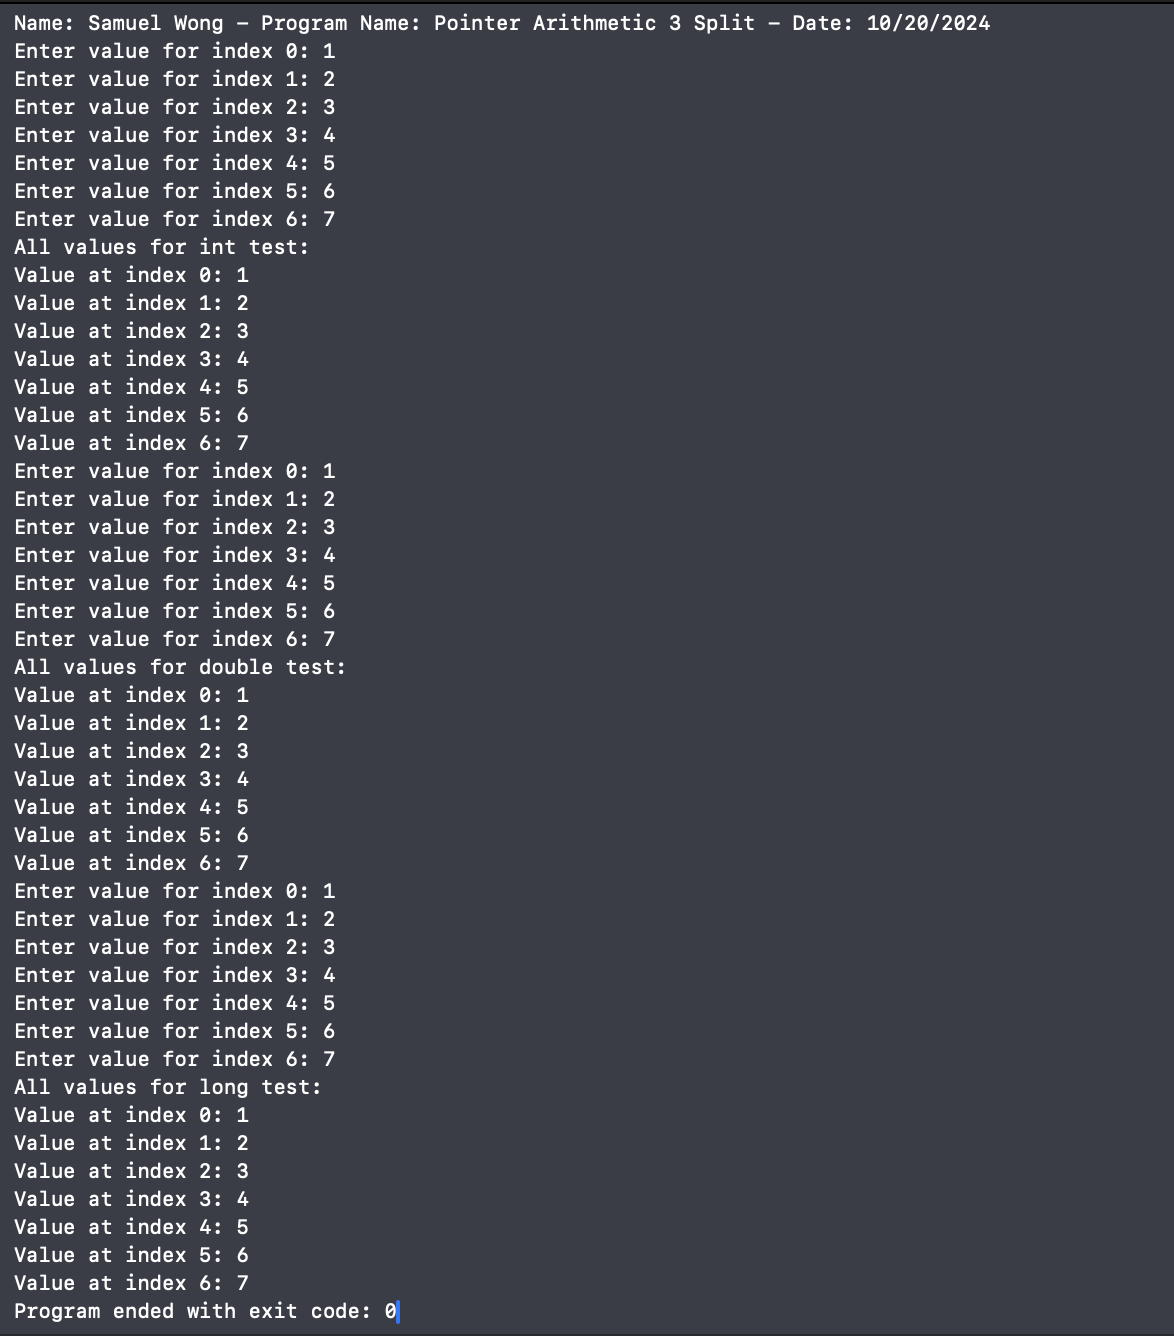 Name: Samuel Wong – Program Name: Pointer Arithmetic 3 Split – Date: 10/20/2024
Enter value for index 0: 1
Enter value for index 1: 2
Enter value for index 2: 3
Enter value for index 3: 4
Enter value for index 4: 5
Enter value for index 5: 6
Enter value for index 6: 7
All values for int test:
Value at index 0: 1
Value at index 1: 2
Value at index 2: 3
Value at index 3: 4
Value at index 4: 5
Value at index 5: 6
Value at index 6: 7
Enter value for index 0: 1
Enter value for index 1: 2
Enter value for index 2: 3
Enter value for index 3: 4
Enter value for index 4: 5
Enter value for index 5: 6
Enter value for index 6: 7
All values for double test:
Value at index 0: 1
Value at index 1: 2
Value at index 2: 3
Value at index 3: 4
Value at index 4: 5
Value at index 5: 6
Value at index 6: 7
Enter value for index 0: 1
Enter value for index 1: 2
Enter value for index 2: 3
Enter value for index 3: 4
Enter value for index 4: 5
Enter value for index 5: 6
Enter value for index 6: 7
All values for long test:
Value at index 0: 1
Value at index 1: 2
Value at index 2: 3
Value at index 3: 4
Value at index 4: 5
Value at index 5: 6
Value at index 6: 7
Program ended with exit code: 0